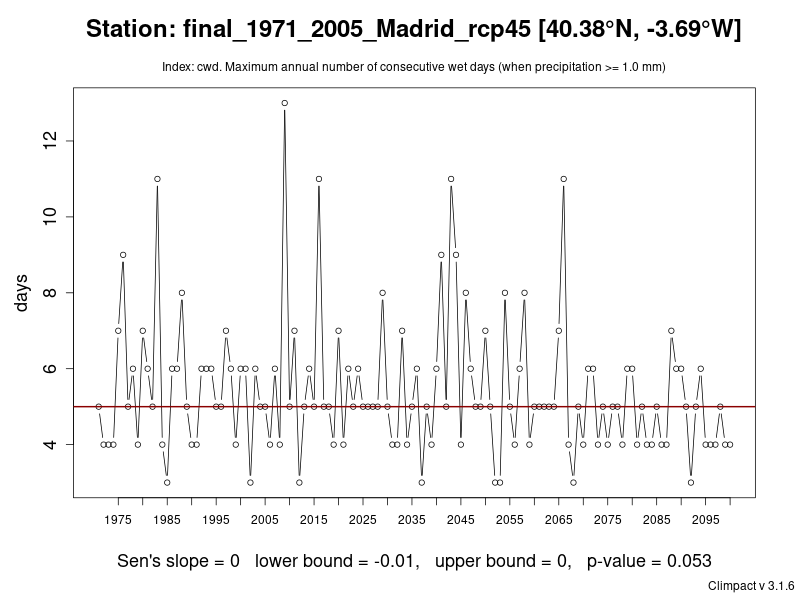 Station: final_1971_2005_Madrid_rcp45 [40.38°N, -3.69°W]
Index: cwd. Maximum annual number of consecutive wet days (when precipitation >= 1.0 mm)
days
12
10
8
6
4
1975 1985 1995 2005 2015 2025 2035 2045 2055 2065 2075 2085 2095
Sen's slope = 0 lower bound = -0.01, upper bound = 0, p-value = 0.053
Climpact v 3.1.6